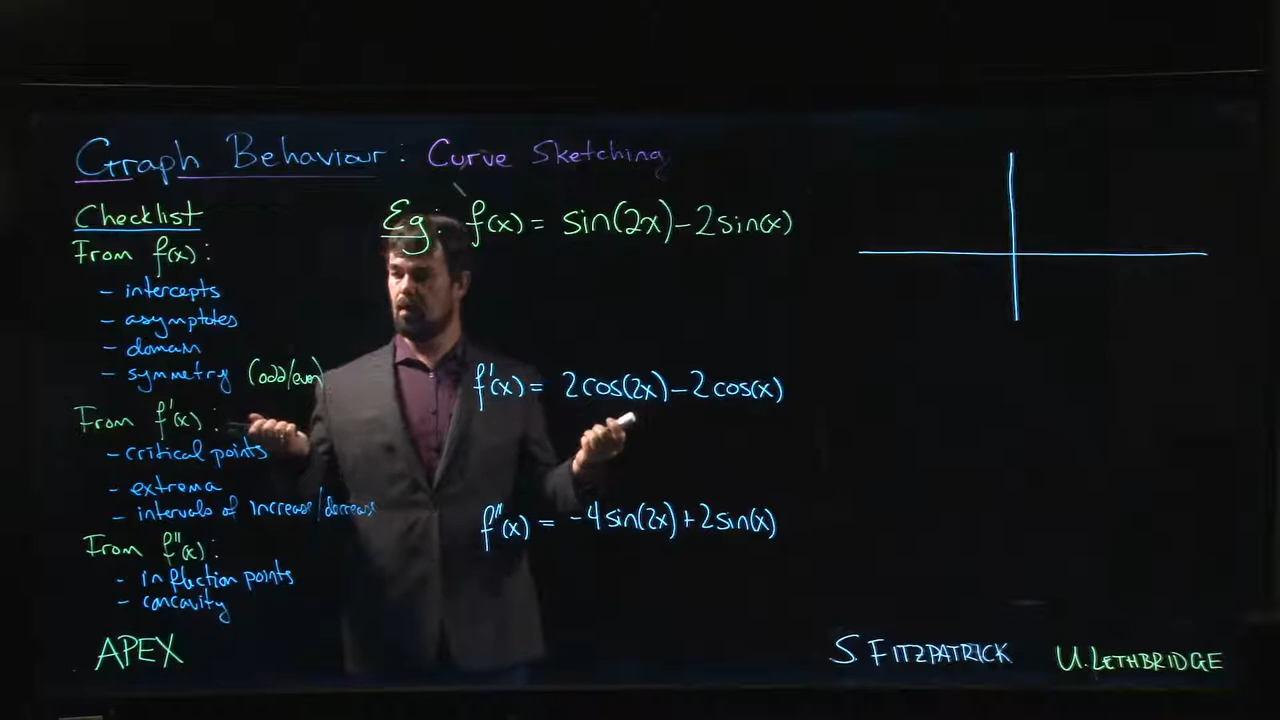 Graph Behaviour: Curve Sketching
Checklist
From f(x):
- intercepts
- asymptotes
- domain
- symmetry (odd/even)
From f'(x):
- critical points
- extrema
- intervals of increase/decrease
From f"(x):
- inflection points
- concavity
APEX
Eg: f(x) = sin(2x)-2sin(x)
f'(x) = 2cos(2x)-2cos(x)
f"(x) = -4sin(2x)+2sin(x)
S. FITZPATRICK U. LETHBRIDGE